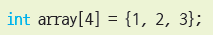 int array[4] = {1, 2, 3};